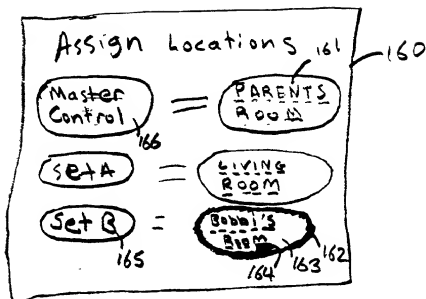 Assign Locations
161
160
Master
Control
=
PARENTS
ROOM
166
Set A
=
LIVING
ROOM
Set B
=
Bobbi's
Room
165
164
163
162